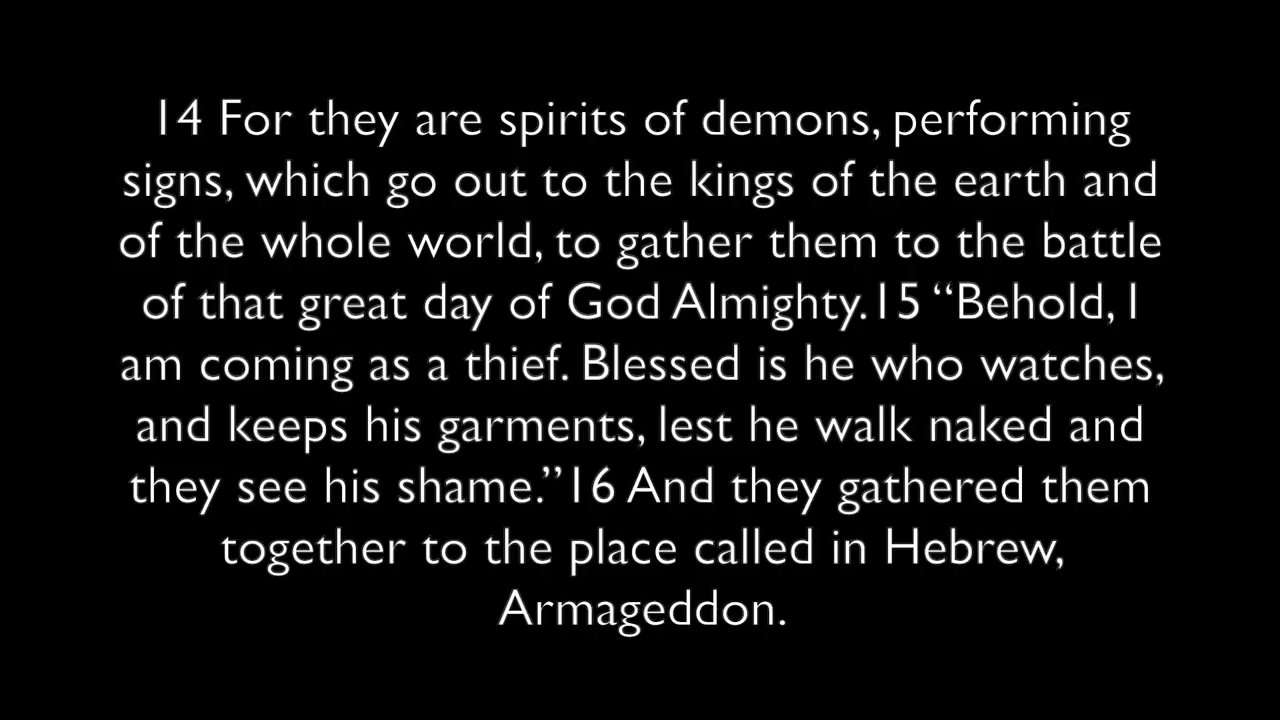 14 For they are spirits of demons, performing
signs, which go out to the kings of the earth and
of the whole world, to gather them to the battle
of that great day of God Almighty.15 “Behold, I
am coming as a thief. Blessed is he who watches,
and keeps his garments, lest he walk naked and
they see his shame.”16 And they gathered them
together to the place called in Hebrew,
Armageddon.